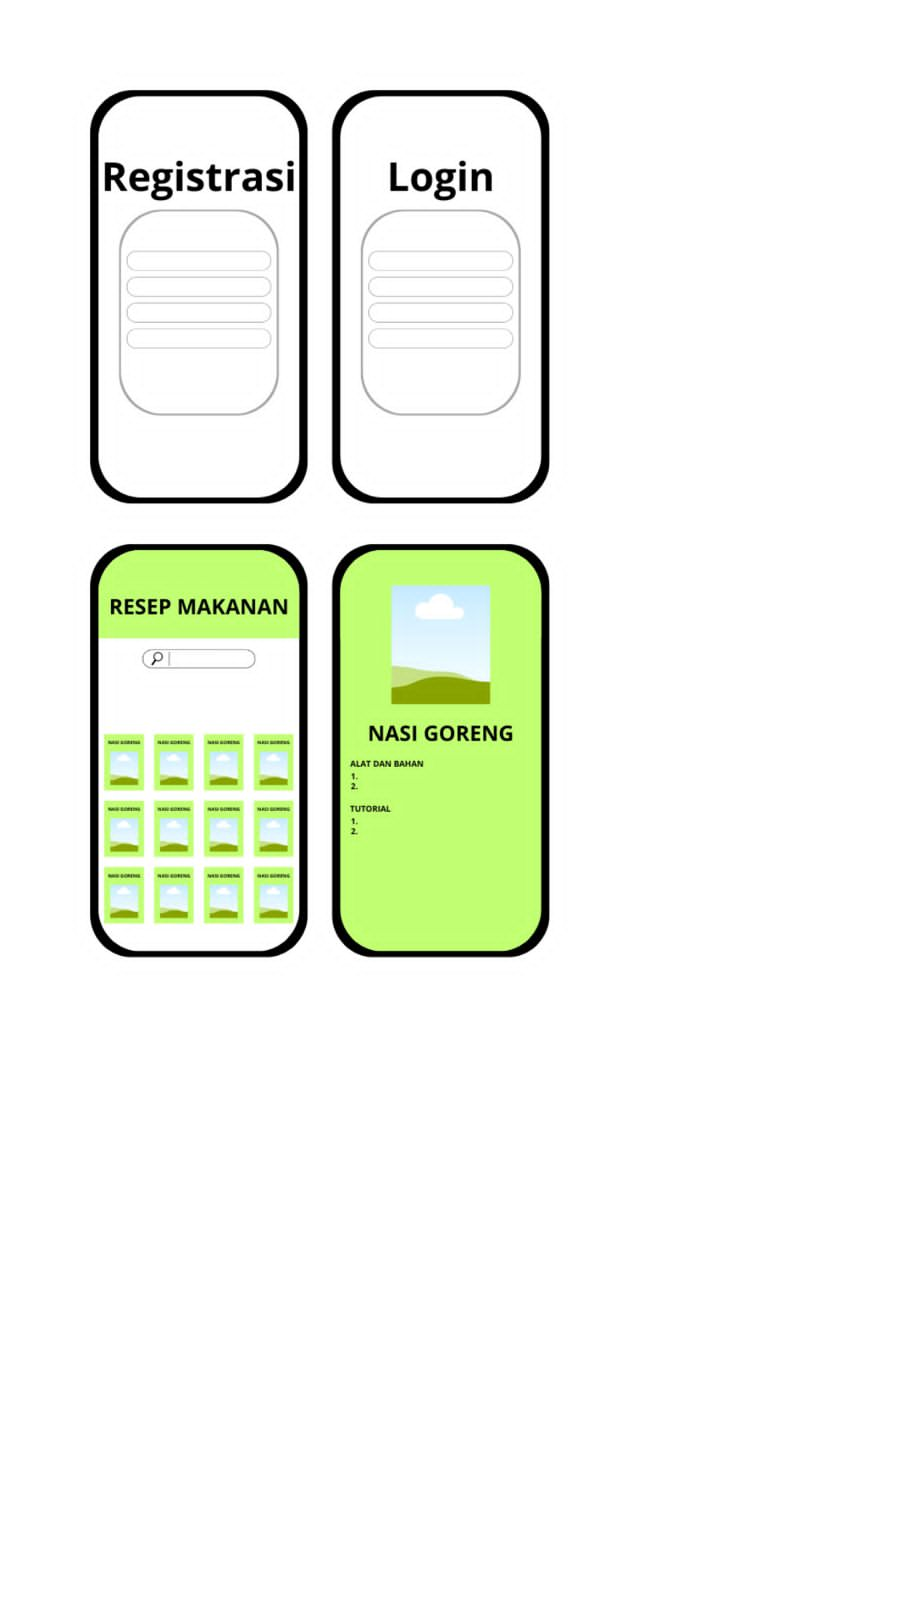 Registrasi
Login
RESEP MAKANAN
NASI GORENG NASI GORENG NASI GORENG NASI GORENG
NASI GORENG NASI GORENG NASI GORENG NASI GORENG
NASI GORENG NASI GORENG NASI GORENG NASI GORENG
NASI GORENG
ALAT DAN BAHAN
1.
2.
TUTORIAL
1.
2.